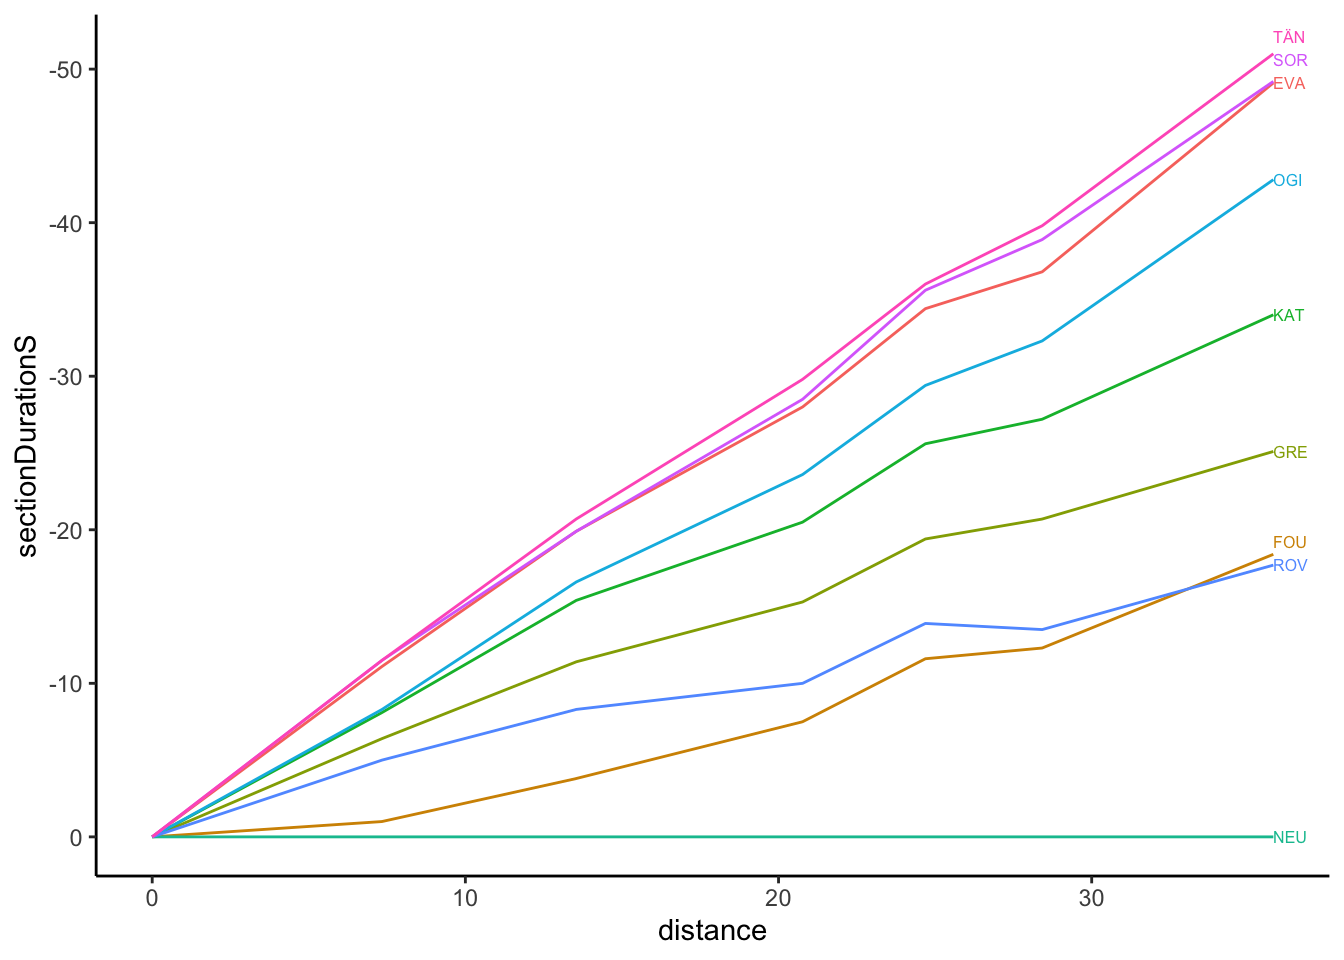 TÄN
SOR
EVA
OGI
KAT
GRE
FOU
ROV
NEU
-50
-40
-30
-20
-10
0
sectionDurationS
0 10 20 30
distance